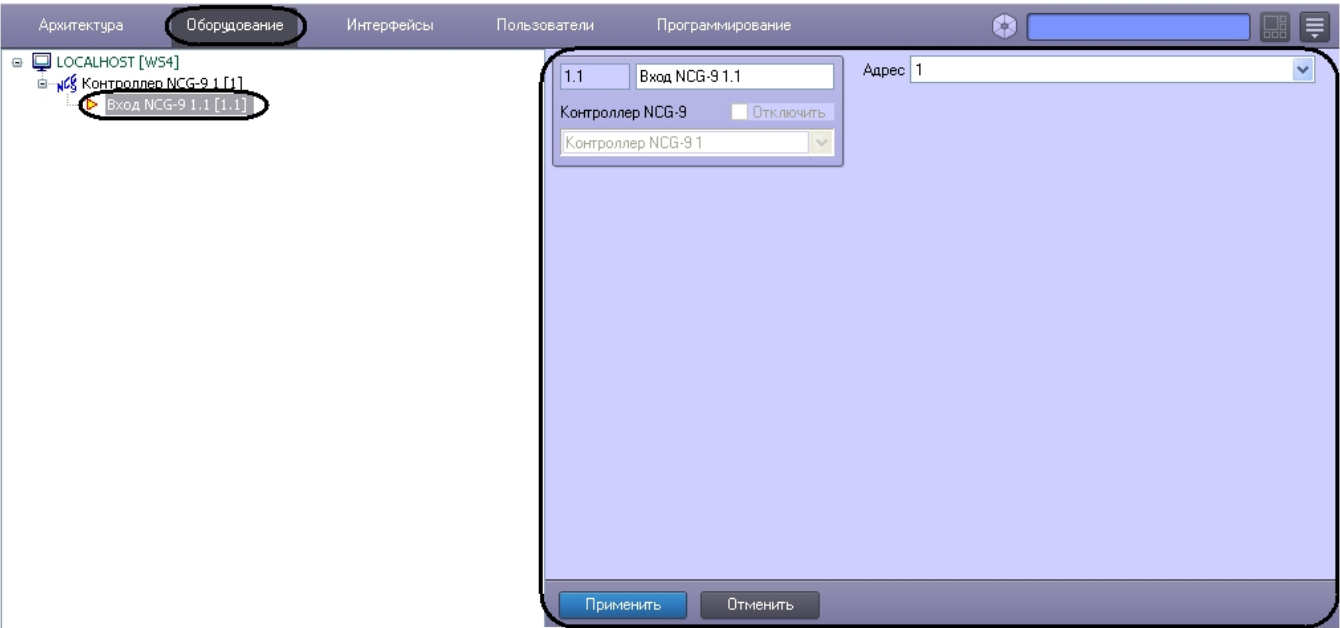 Архитектура Оборудование Интерфейсы Пользователи Программирование
LOCALHOST [WS4]
NCG Контроллер NCG-9 1 [1]
Вход NCG-9 1.1 [1.1]
1.1 Вход NCG-9 1.1
Контроллер NCG-9 Отключить
Контроллер NCG-9 1
Адрес 1
Применить Отменить